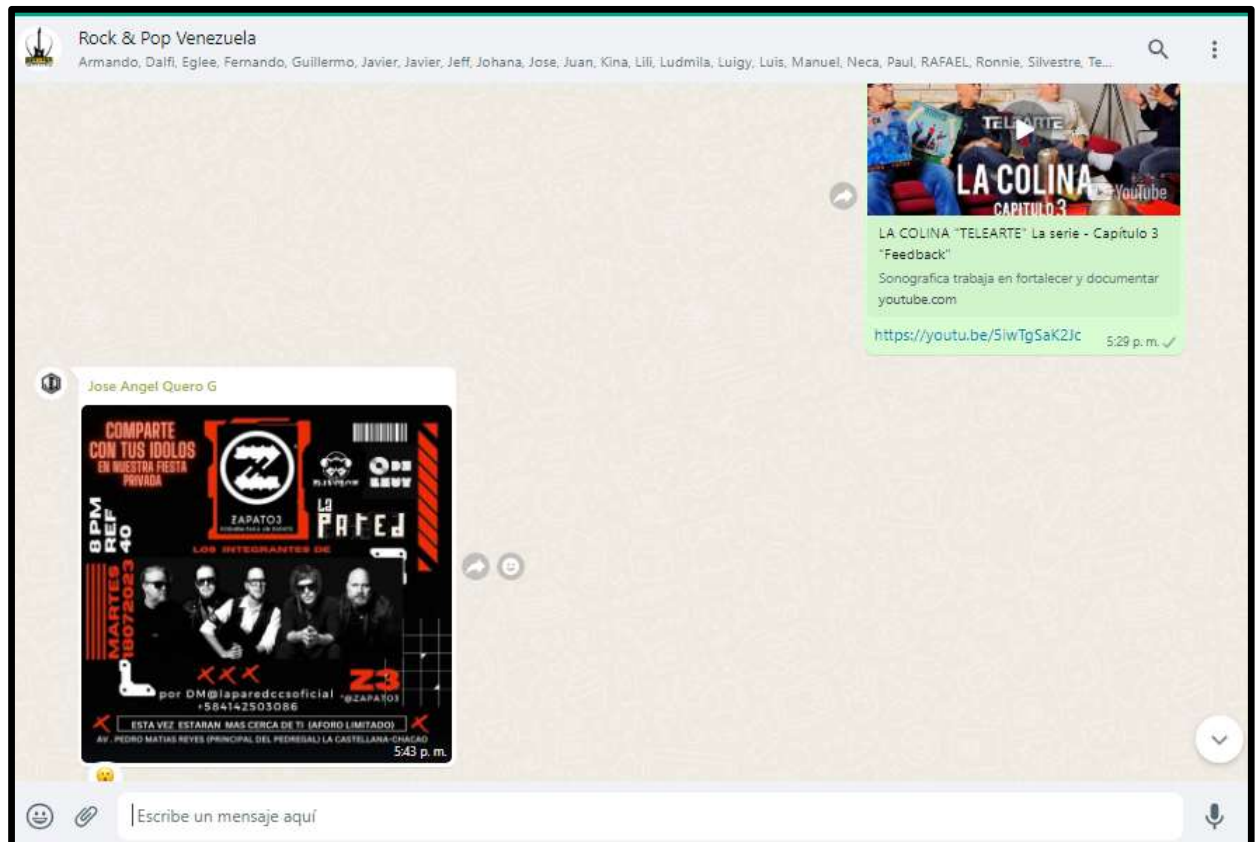 Rock & Pop Venezuela
Armando, Dalfi, Eglee, Fernando, Guillermo, Javier, Javier, Jeff, Johana, Jose, Juan, Kina, Lili, Ludmila, Luigy, Luis, Manuel, Neca, Paul, RAFAEL, Ronnie, Silvestre, Te...
TELEARTE
LA COLINA
YouTube
CAPITULO 3
LA COLINA "TELEARTE" La serie - Capítulo 3
"Feedback"
Sonografica trabaja en fortalecer y documentar
youtube.com
https://youtu.be/5iwTgSaK2Jc
5:29 p. m.
Jose Angel Quero G
COMPARTE
CON TUS IDOLOS
EN NUESTRA FIESTA
PRIVADA
ZAPATO3
La
PAREd
8 PM
REF
40
LOS INTEGRANTES DE
MARTES
18072023
XXX
Z3
por DM@laparedccsoficial
@ZAPATO3
+584142503086
ESTA VEZ ESTARAN MAS CERCA DE TI (AFORO LIMITADO)
AV. PEDRO MATIAS REYES (PRINCIPAL DEL PEDREGAL) LA CASTELLANA-CHACAO
5:43 p. m.
Escribe un mensaje aquí